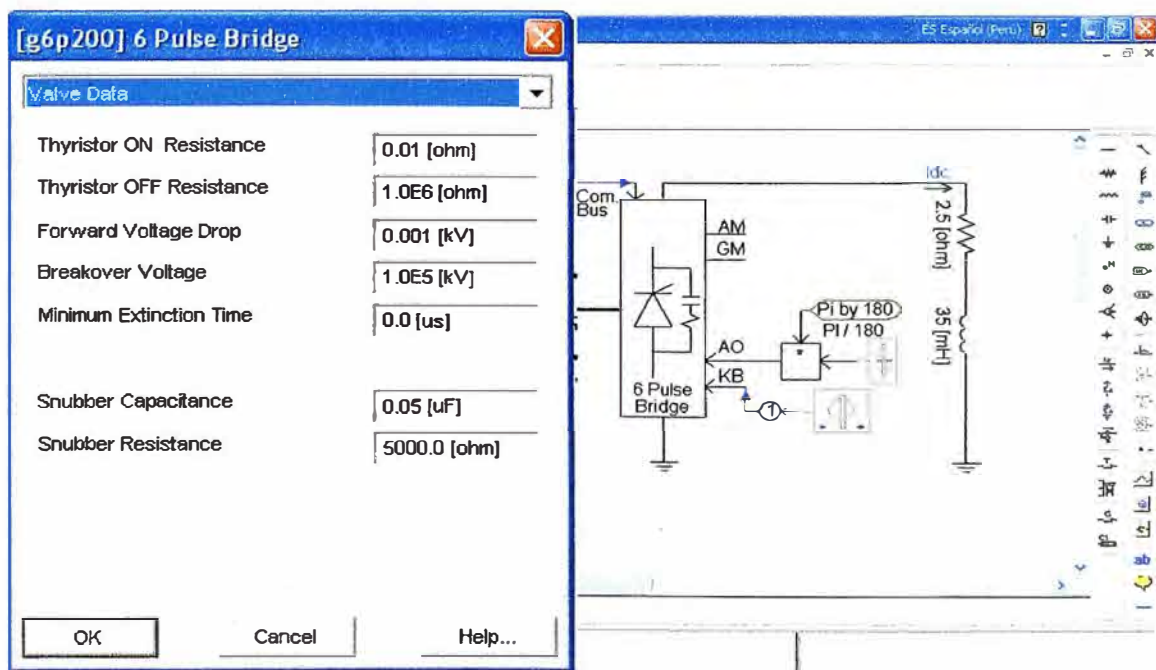 [g6p200] 6 Pulse Bridge
Valve Data
Thyristor ON Resistance
0.01 [ohm]
Thyristor OFF Resistance
1.0E6 [ohm]
Forward Voltage Drop
0.001 [kV]
Breakover Voltage
1.0E5 [kV]
Minimum Extinction Time
0.0 [us]
Snubber Capacitance
0.05 [uF]
Snubber Resistance
5000.0 [ohm]
OK
Cancel
Help...
ES Español (Perú)
Com.
Bus
AM
GM
AO
KB
6 Pulse
Bridge
Pi by 180
PI / 180
*
1
Idc
2.5 [ohm]
35 [mH]
ab